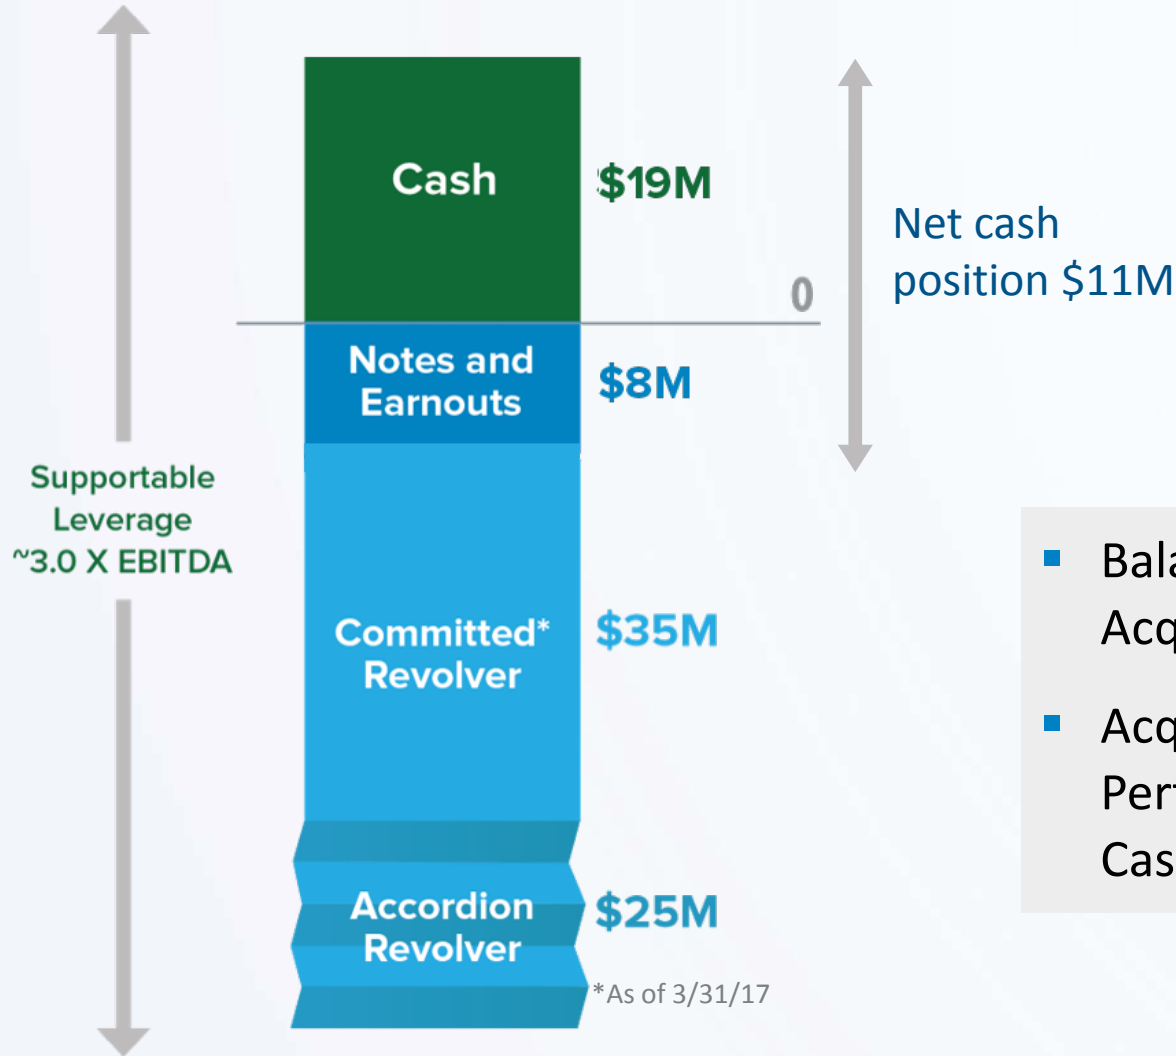 Cash
$19M
Net cash
position $11M
0
Notes and
Earnouts
$8M
Supportable
Leverage
~3.0 X EBITDA
Committed*
Revolver
$35M
Accordion
Revolver
$25M
*As of 3/31/17